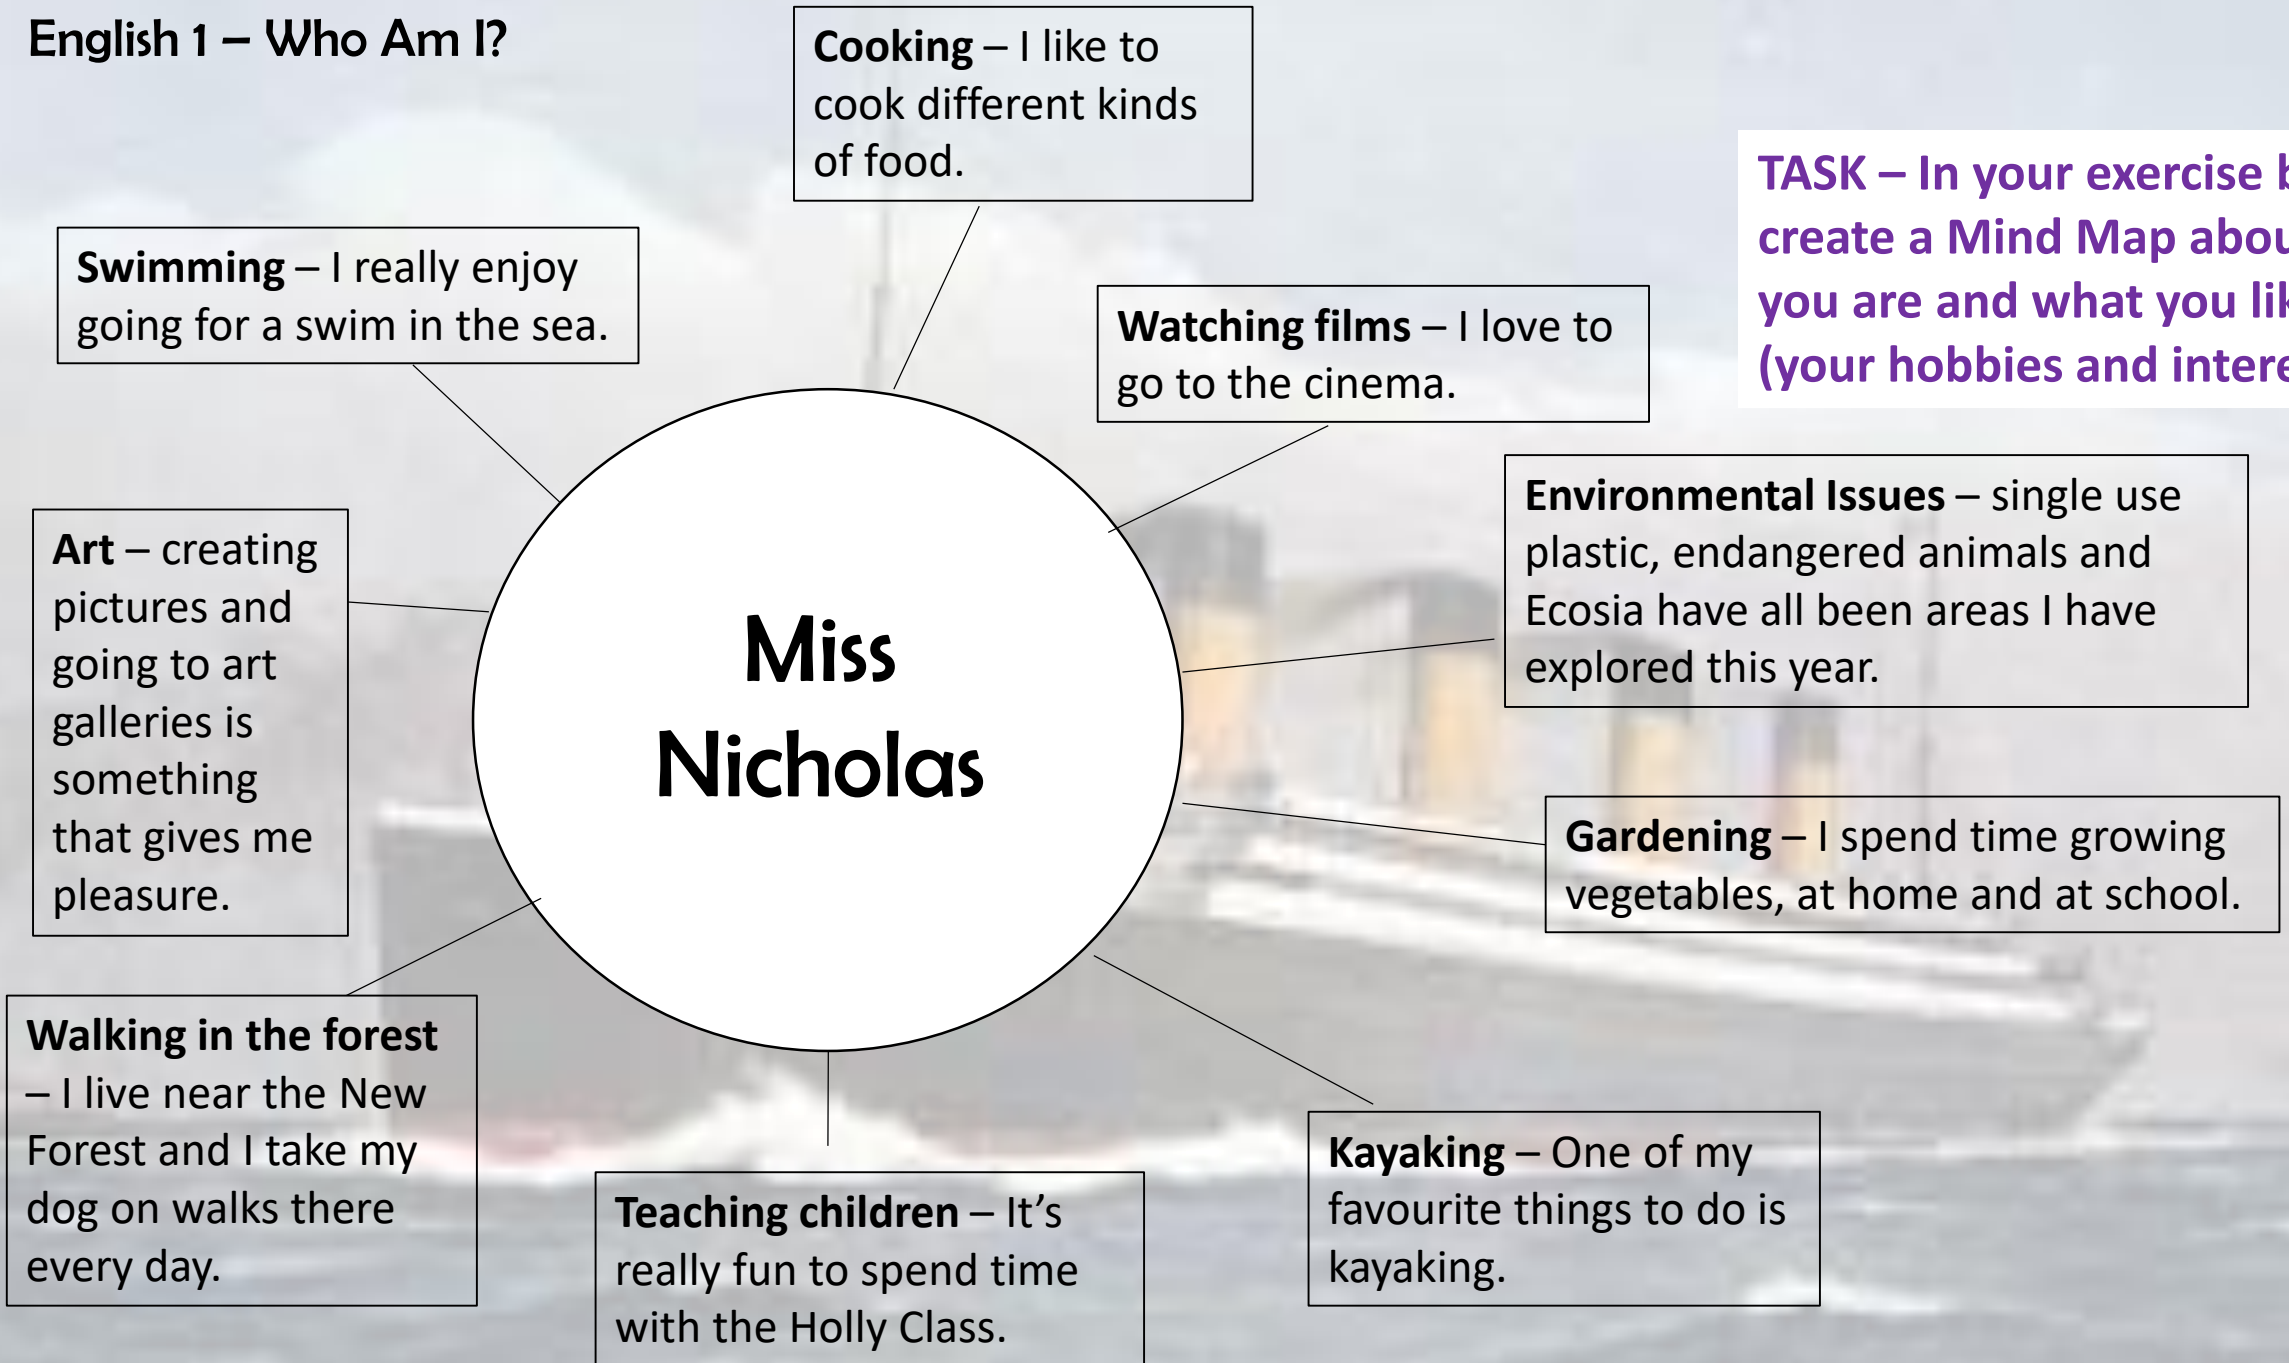 English 1 – Who Am I?
Cooking – I like to
cook different kinds
of food.
TASK – In your exercise
create a Mind Map
you are and what you
(your hobbies and
Swimming – I really enjoy
going for a swim in the sea.
Watching films – I love to
go to the cinema.
Environmental Issues – single use
plastic, endangered animals and
Ecosia have all been areas I have
explored this year.
Art – creating
pictures and
going to art
galleries is
something
that gives me
pleasure.
Miss
Nicholas
Gardening – I spend time growing
vegetables, at home and at school.
Walking in the forest
– I live near the New
Forest and I take my
dog on walks there
every day.
Teaching children – It's
really fun to spend time
with the Holly Class.
Kayaking – One of my
favourite things to do is
kayaking.